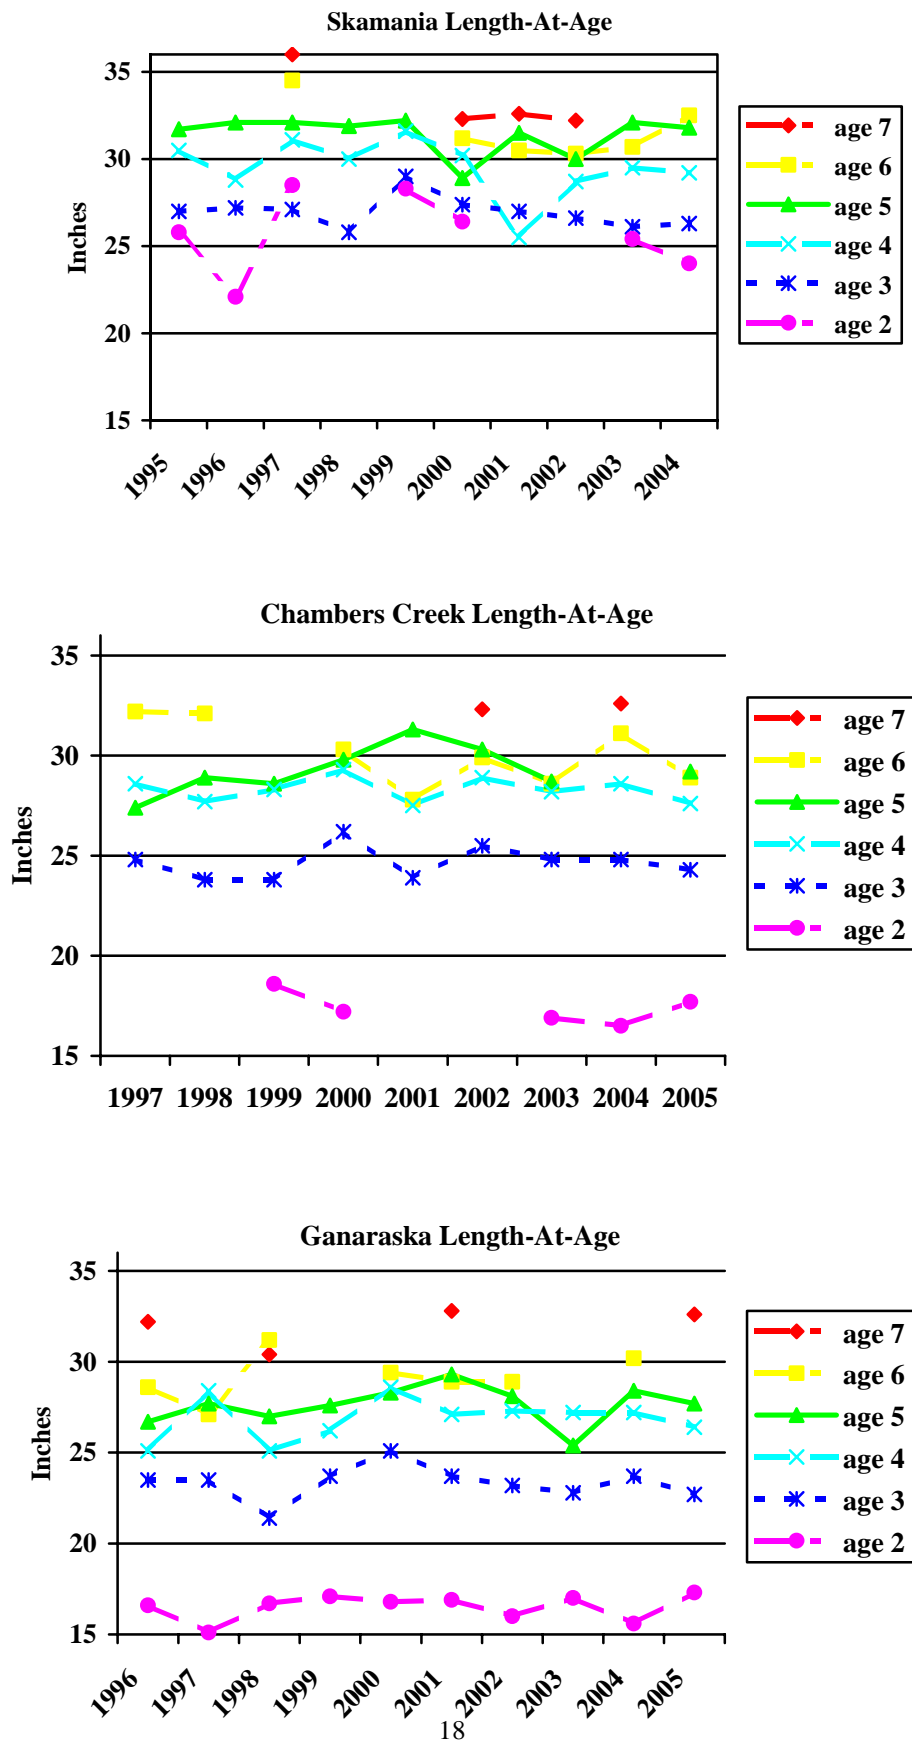 Skamania Length-At-Age
35
30
25
20
15
Inches
1995 1996 1997 1998 1999 2000 2001 2002 2003 2004
age 7
age 6
age 5
age 4
age 3
age 2
Chambers Creek Length-At-Age
35
30
25
20
15
Inches
1997 1998 1999 2000 2001 2002 2003 2004 2005
age 7
age 6
age 5
age 4
age 3
age 2
Ganaraska Length-At-Age
35
30
25
20
15
Inches
1996 1997 1998 1999 2000 2001 2002 2003 2004 2005
age 7
age 6
age 5
age 4
age 3
age 2
18